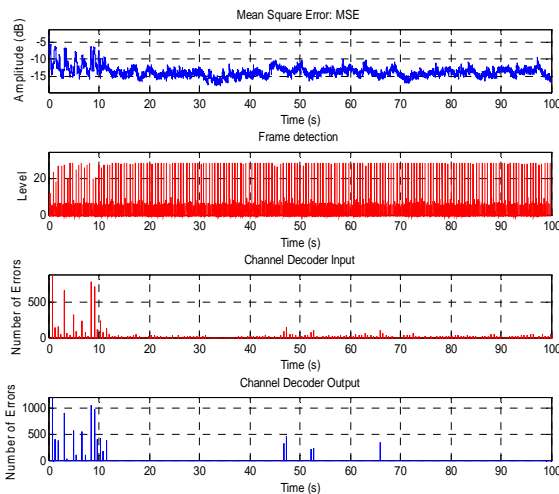 Mean Square Error: MSE
Amplitude (dB)
-5
-10
-15
0 10 20 30 40 50 60 70 80 90 100
Time (s)
Frame detection
Level
20
0
0 10 20 30 40 50 60 70 80 90 100
Time (s)
Channel Decoder Input
Number of Errors
500
0
0 10 20 30 40 50 60 70 80 90 100
Time (s)
Channel Decoder Output
Number of Errors
1000
500
0
0 10 20 30 40 50 60 70 80 90 100
Time (s)